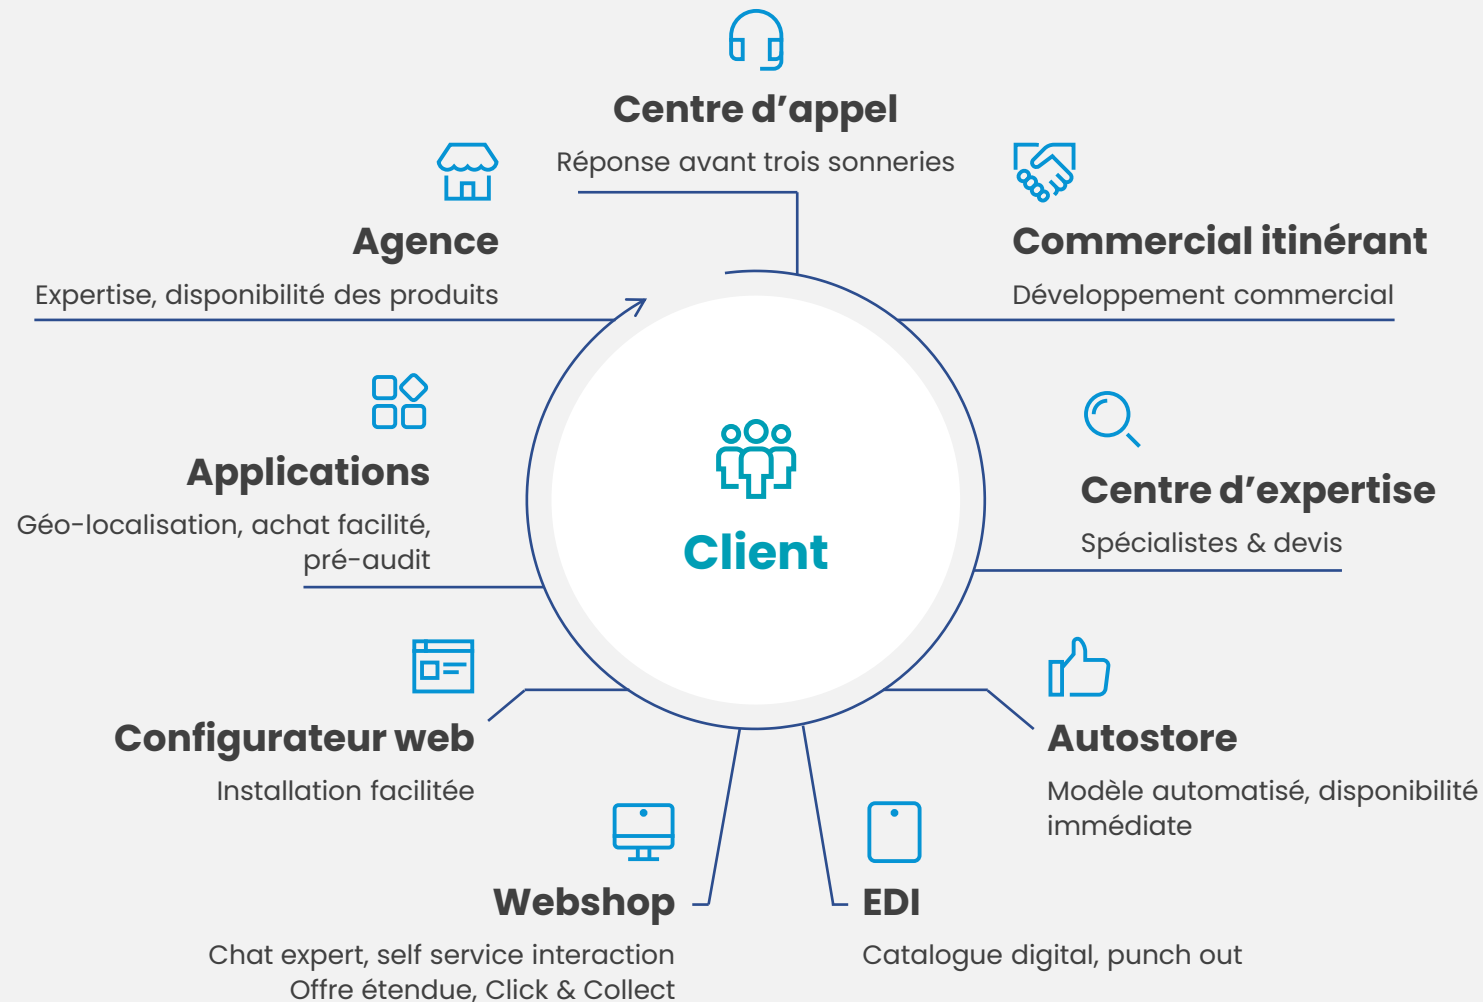 Centre d’appel
Réponse avant trois sonneries
Commercial itinérant
Développement commercial
Centre d’expertise
Spécialistes & devis
Autostore
Modèle automatisé, disponibilité
immédiate
EDI
Catalogue digital, punch out
Webshop
Chat expert, self service interaction
Offre étendue, Click & Collect
Configurateur web
Installation facilitée
Applications
Géo-localisation, achat facilité,
pré-audit
Agence
Expertise, disponibilité des produits
Client